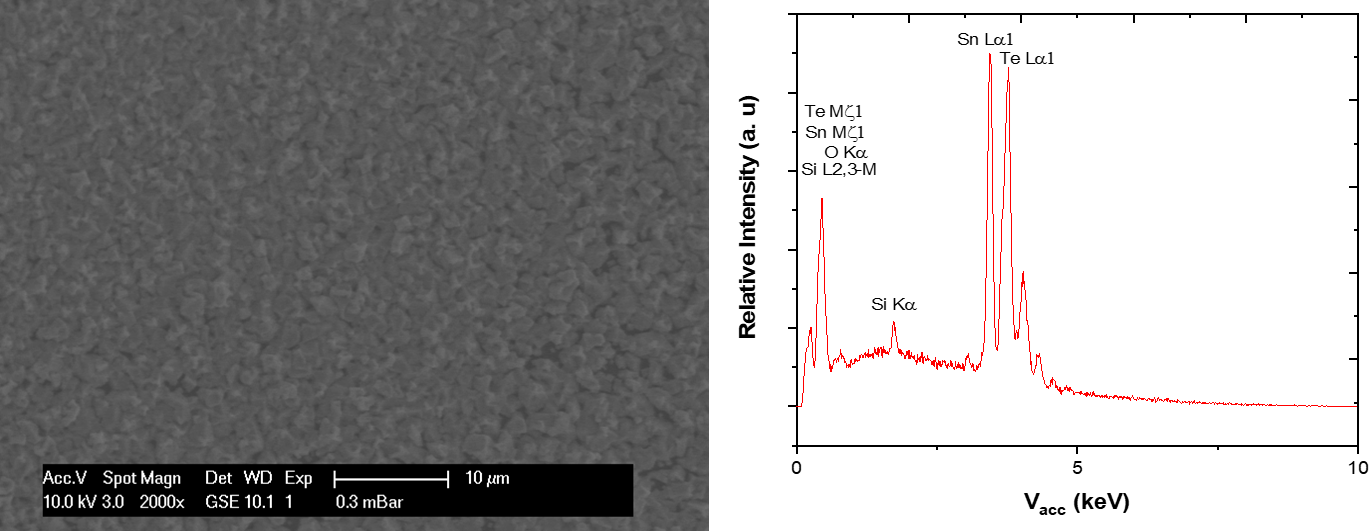 Acc.V Spot Magn Det WD Exp 10 μm
10.0 kV 3.0 2000x GSE 10.1 1 0.3 mBar
Sn Lα1
Te Lα1
Te Mζ1
Sn Mζ1
O Kα
Si L2,3-M
Si Kα
Relative Intensity (a. u)
0 5 10
Vacc (keV)